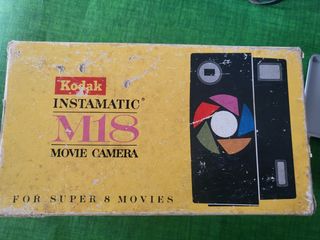 Kodak
INSTAMATIC®
M18
MOVIE CAMERA
FOR SUPER 8 MOVIES